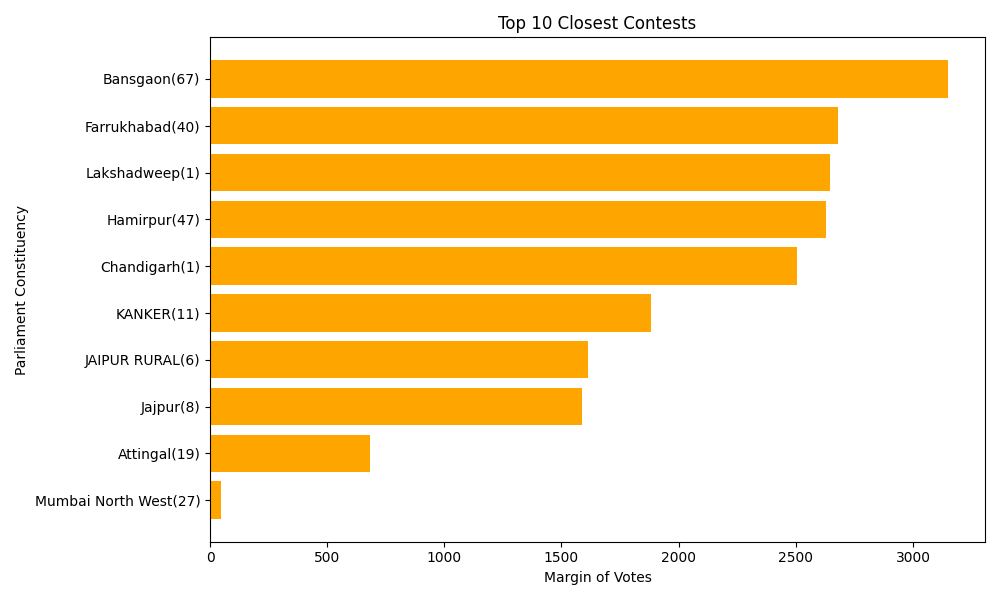 Top 10 Closest Contests
Parliament Constituency
Bansgaon(67)
Farrukhabad(40)
Lakshadweep(1)
Hamirpur(47)
Chandigarh(1)
KANKER(11)
JAIPUR RURAL(6)
Jajpur(8)
Attingal(19)
Mumbai North West(27)
0 500 1000 1500 2000 2500 3000
Margin of Votes